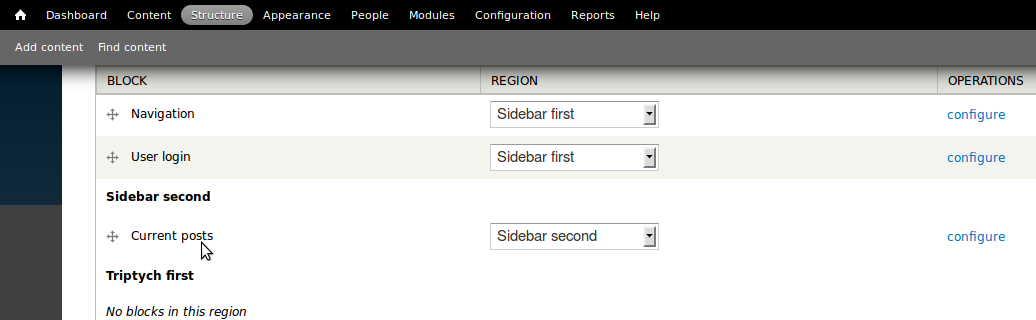 Dashboard Content Structure Appearance People Modules Configuration Reports Help
Add content Find content
BLOCK REGION OPERATIONS
Navigation Sidebar first configure
User login Sidebar first configure
Sidebar second
Current posts Sidebar second configure
Triptych first
No blocks in this region